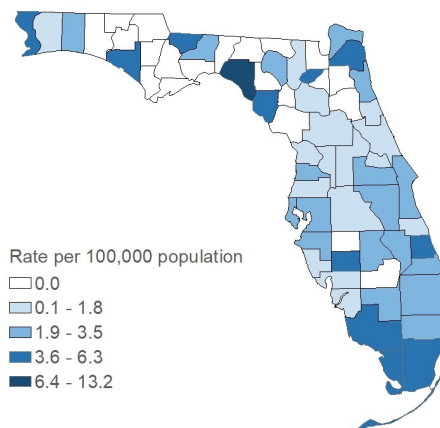 Rate per 100,000 population
0.0
0.1 - 1.8
1.9 - 3.5
3.6 - 6.3
6.4 - 13.2